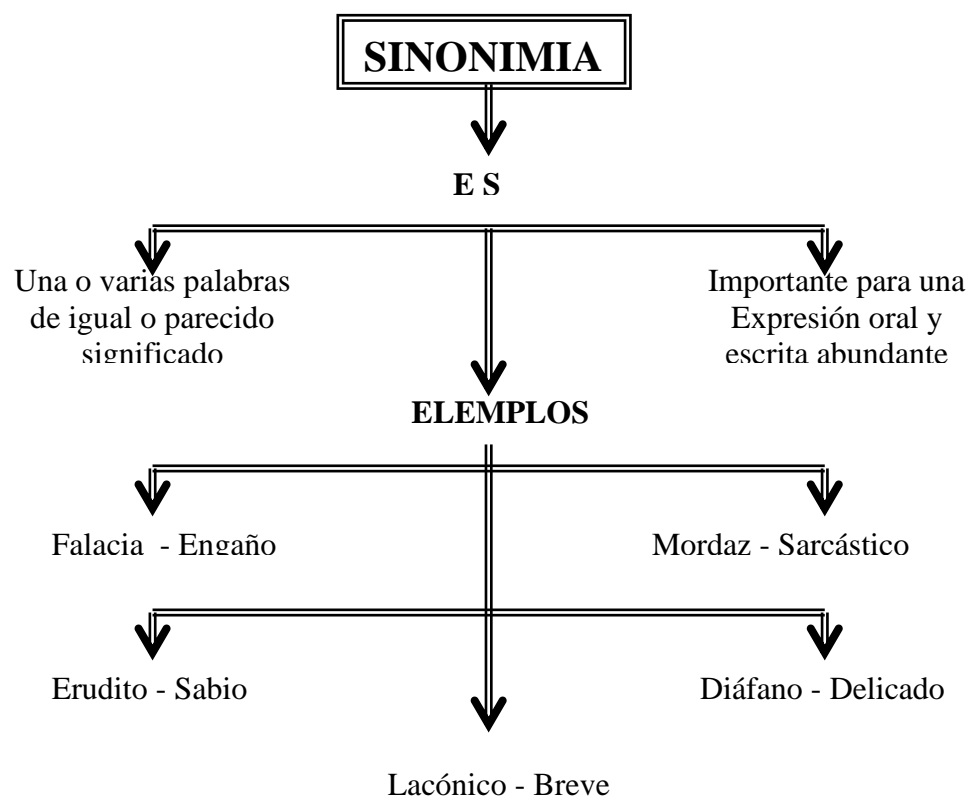 SINONIMIA
E S
Una o varias palabras
de igual o parecido
significado
Importante para una
Expresión oral y
escrita abundante
ELEMPLOS
Falacia - Engaño
Mordaz - Sarcástico
Erudito - Sabio
Diáfano - Delicado
Lacónico - Breve